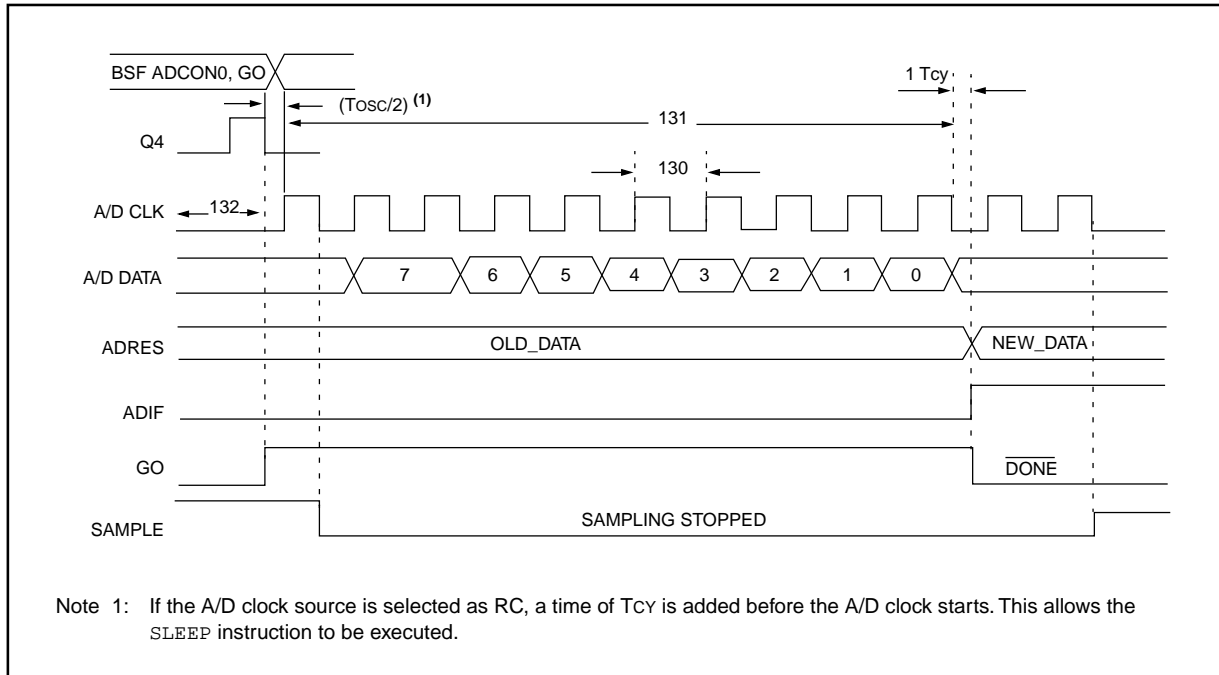 BSF ADCON0, GO
1 Tcy
(TOSC/2) (1)
131
Q4
130
A/D CLK
132
A/D DATA
7 6 5 4 3 2 1 0
ADRES
OLD_DATA
NEW_DATA
ADIF
GO
DONE
SAMPLE
SAMPLING STOPPED
Note 1: If the A/D clock source is selected as RC, a time of TCY is added before the A/D clock starts. This allows the
SLEEP instruction to be executed.